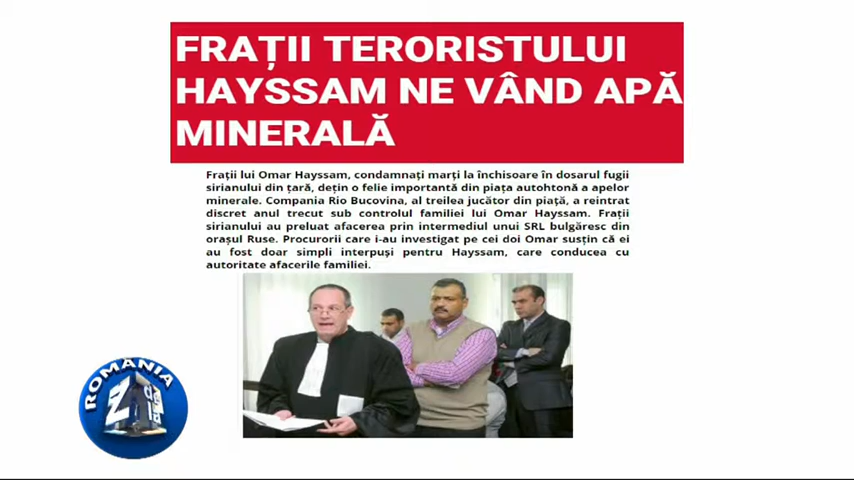 FRAȚII TERORISTULUI
HAYSSAM NE VÂND APĂ
MINERALĂ
Frații lui Omar Hayssam, condamnați marți la închisoare în dosarul fugii
sirianului din țară, dețin o felie importantă din piața autohtonă a apelor
minerale. Compania Rio Bucovina, al treilea jucător din piață, a reintrat
discret anul trecut sub controlul familiei lui Omar Hayssam. Frații
sirianului au preluat afacerea prin intermediul unui SRL bulgăresc din
orașul Ruse. Procurorii care i-au investigat pe cei doi Omar susțin că ei
au fost doar simpli interpuși pentru Hayssam, care conducea cu
autoritate afacerile familiei.
ROMANIA
Z de la